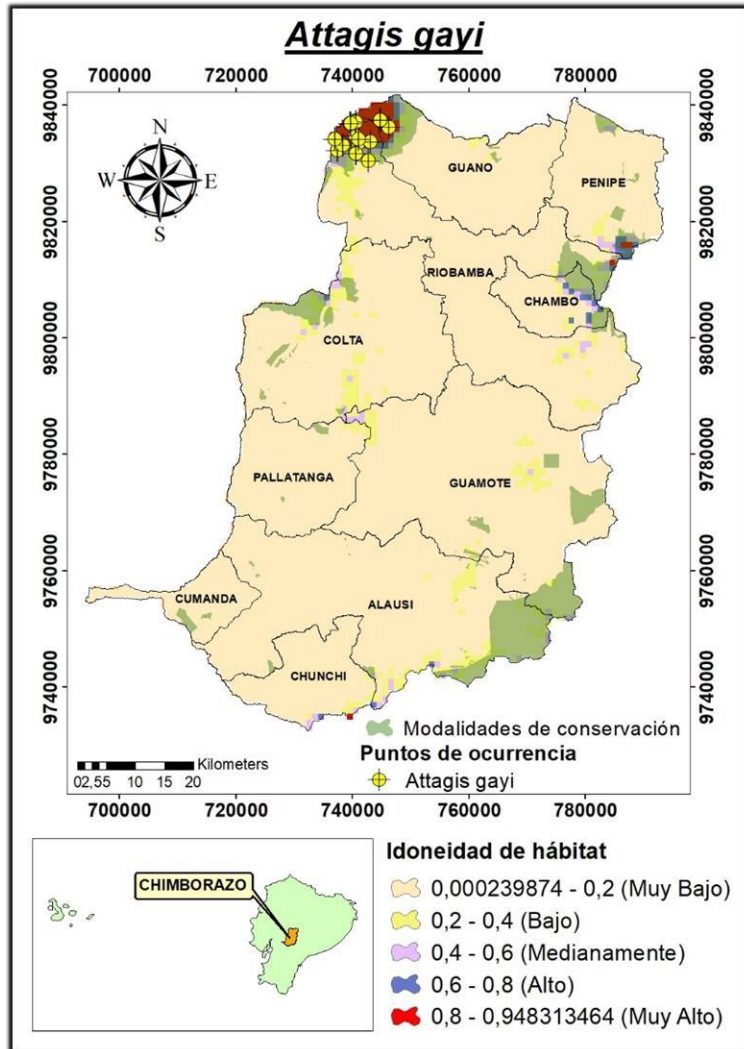 Attagis gayi
700000 720000 740000 760000 780000
9840000 9840000
N
W E
S
GUANO
PENIPE
9820000 9820000
RIOBAMBA
CHAMBO
9800000 9800000
COLTA
9780000 9780000
PALLATANGA
GUAMOTE
9760000 9760000
CUMANDA
ALAUSI
9740000 9740000
CHUNCHI
Modalidades de conservación
Puntos de ocurrencia
Attagis gayi
Kilometers
02,55 10 15 20
700000 720000 740000 760000 780000
CHIMBORAZO
Idoneidad de hábitat
0,000239874 - 0,2 (Muy Bajo)
0,2 - 0,4 (Bajo)
0,4 - 0,6 (Medianamente)
0,6 - 0,8 (Alto)
0,8 - 0,948313464 (Muy Alto)